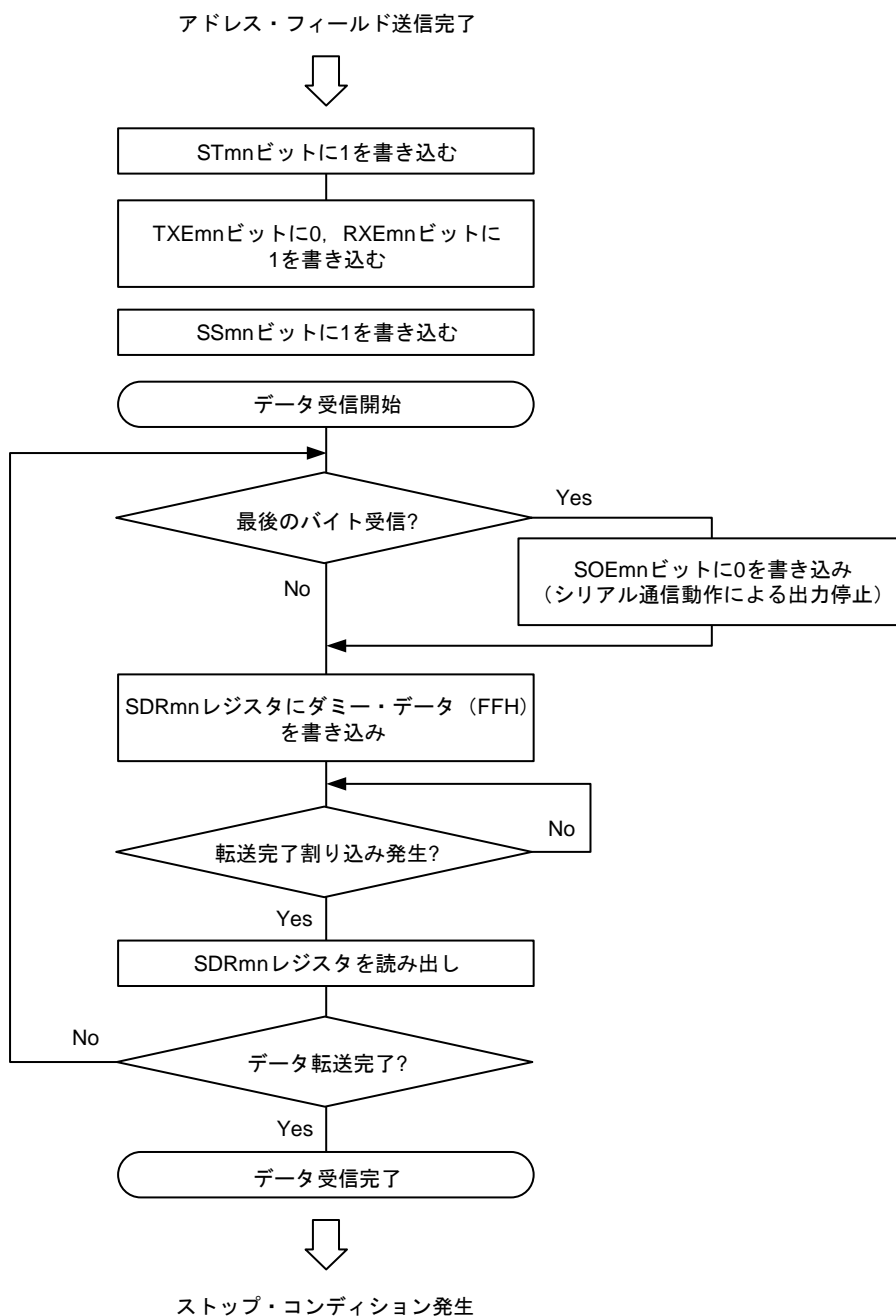 アドレス・フィールド送信完了
STmnビットに1を書き込む
TXEmnビットに0，RXEmnビットに
1を書き込む
SSmnビットに1を書き込む
データ受信開始
最後のバイト受信?
Yes
SOEmnビットに0を書き込み
（シリアル通信動作による出力停止）
No
SDRmnレジスタにダミー・データ（FFH）
を書き込み
転送完了割り込み発生?
No
Yes
SDRmnレジスタを読み出し
No
データ転送完了?
Yes
データ受信完了
ストップ・コンディション発生